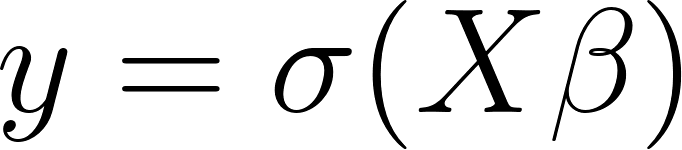 y = σ(Xβ)